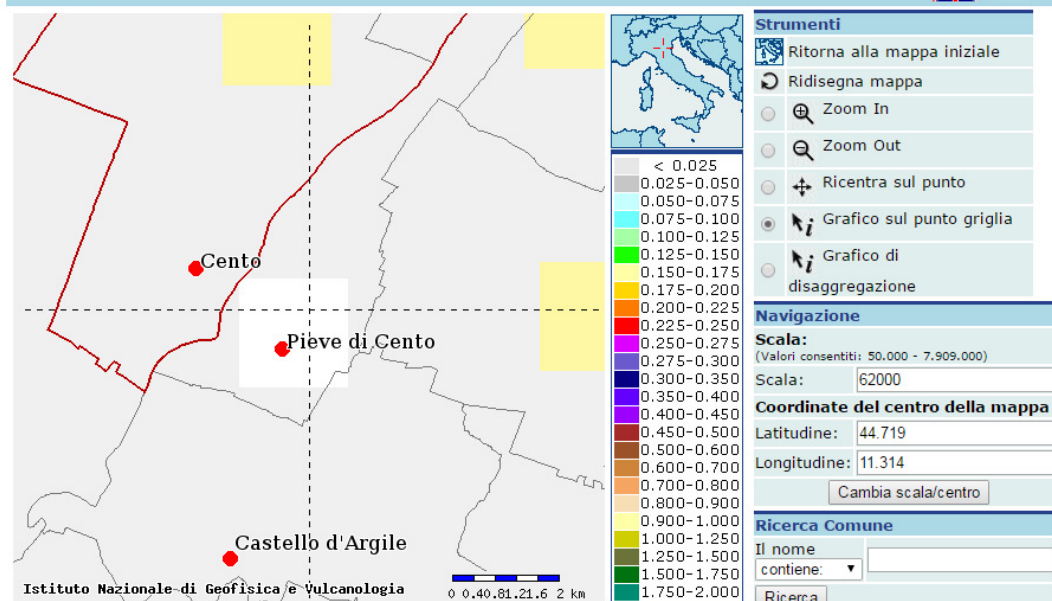 Cento
Pieve di Cento
Castello d'Argile
Istituto Nazionale di Geofisica e Vulcanologia
0 0.40.81.21.6 2 km
< 0.025
0.025-0.050
0.050-0.075
0.075-0.100
0.100-0.125
0.125-0.150
0.150-0.175
0.175-0.200
0.200-0.225
0.225-0.250
0.250-0.275
0.275-0.300
0.300-0.350
0.350-0.400
0.400-0.450
0.450-0.500
0.500-0.600
0.600-0.700
0.700-0.800
0.800-0.900
0.900-1.000
1.000-1.250
1.250-1.500
1.500-1.750
1.750-2.000
Strumenti
Ritorna alla mappa iniziale
Ridisegna mappa
Zoom In
Zoom Out
Ricentra sul punto
Grafico sul punto griglia
Grafico di
disaggregazione
Navigazione
Scala:
(Valori consentiti: 50.000 - 7.909.000)
Scala: 62000
Coordinate del centro della mappa
Latitudine: 44.719
Longitudine: 11.314
Cambia scala/centro
Ricerca Comune
Il nome
contiene:
Ricerca